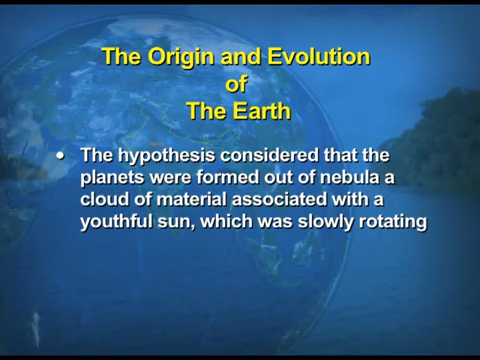 The Origin and Evolution
of
The Earth
• The hypothesis considered that the
planets were formed out of nebula a
cloud of material associated with a
youthful sun, which was slowly rotating